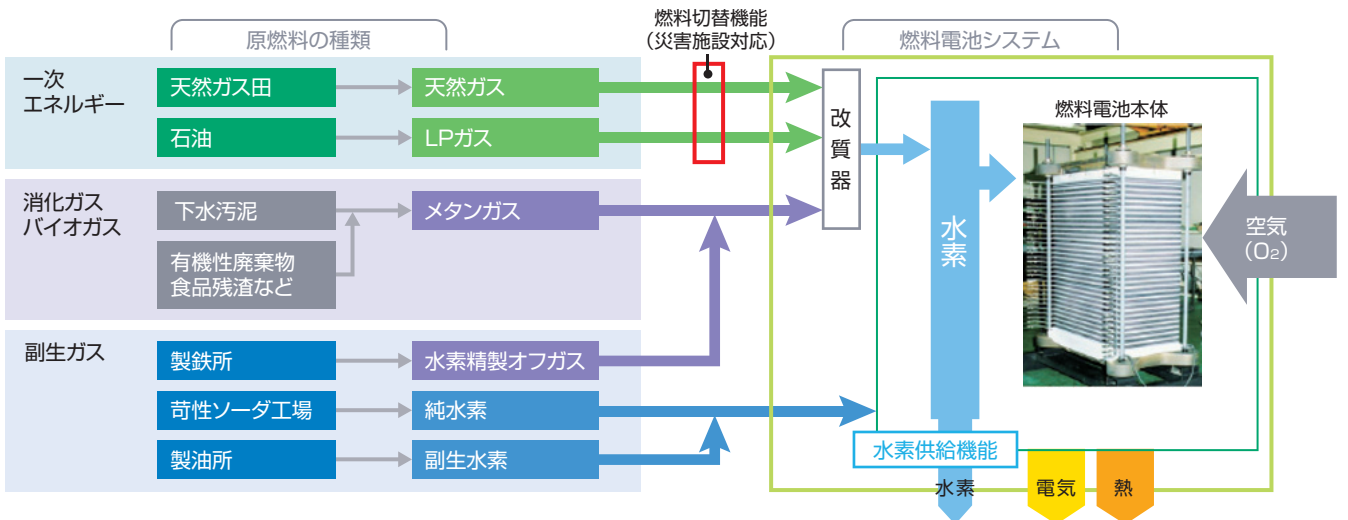 原燃料の種類
燃料切替機能
（災害施設対応）
燃料電池システム
一次
エネルギー
天然ガス田
天然ガス
石油
LPガス
消化ガス
バイオガス
下水汚泥
メタンガス
有機性廃棄物
食品残渣など
副生ガス
製鉄所
水素精製オフガス
苛性ソーダ工場
純水素
製油所
副生水素
改
質
器
水
素
燃料電池本体
空気
（O₂）
水素供給機能
水素
電気
熱